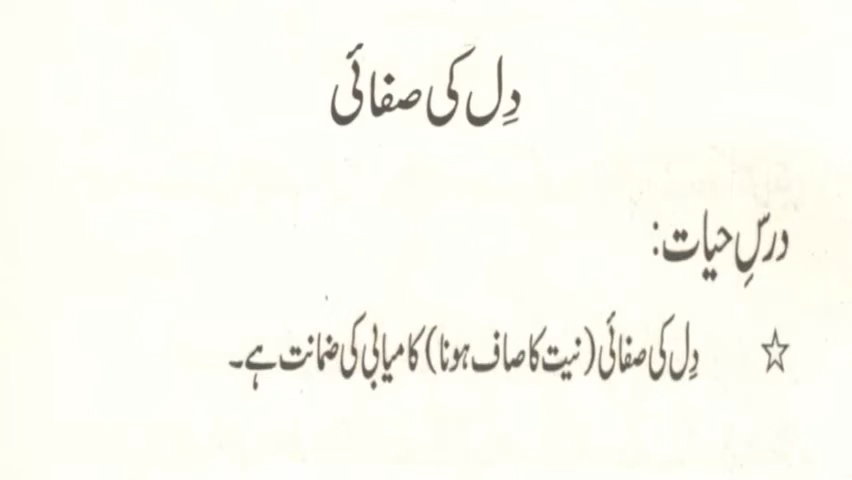 دِل کی صفائی
درسِ حیات:
☆ دِل کی صفائی (نیت کا صاف ہونا) کامیابی کی ضمانت ہے۔